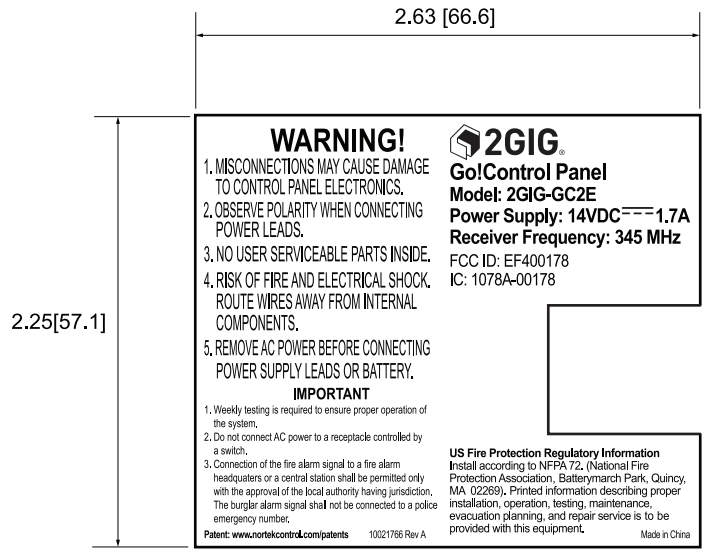 2.63 [66.6]
2.25[57.1]
WARNING!
1. MISCONNECTIONS MAY CAUSE DAMAGE
TO CONTROL PANEL ELECTRONICS.
2. OBSERVE POLARITY WHEN CONNECTING
POWER LEADS.
3. NO USER SERVICEABLE PARTS INSIDE.
4. RISK OF FIRE AND ELECTRICAL SHOCK.
ROUTE WIRES AWAY FROM INTERNAL
COMPONENTS.
5. REMOVE AC POWER BEFORE CONNECTING
POWER SUPPLY LEADS OR BATTERY.
IMPORTANT
1. Weekly testing is required to ensure proper operation of
the system.
2. Do not connect AC power to a receptacle controlled by
a switch.
3. Connection of the fire alarm signal to a fire alarm
headquaters or a central station shall be permitted only
with the approval of the local authority having jurisdiction.
The burglar alarm signal shall not be connected to a police
emergency number.
Patent: www.nortekcontrol.com/patents 10021766 Rev A
2GIG®
Go!Control Panel
Model: 2GIG-GC2E
Power Supply: 14VDC⎓1.7A
Receiver Frequency: 345 MHz
FCC ID: EF400178
IC: 1078A-00178
US Fire Protection Regulatory Information
Install according to NFPA 72. (National Fire
Protection Association, Batterymarch Park, Quincy,
MA 02269). Printed information describing proper
installation, operation, testing, maintenance,
evacuation planning, and repair service is to be
provided with this equipment.
Made in China